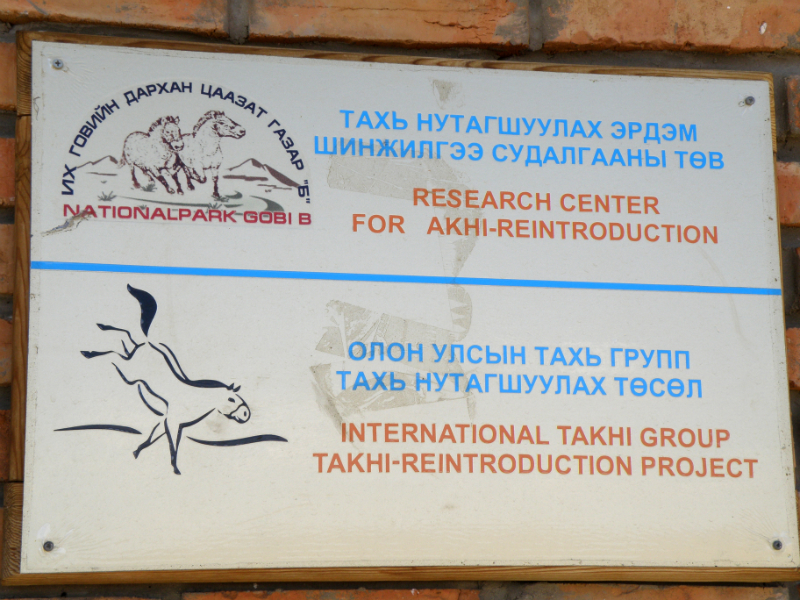 ИХ ГОВИЙН ДАРХАН ЦААЗАТ ГАЗАР "Б"
NATIONALPARK GOBI B
ТАХЬ НУТАГШУУЛАХ ЭРДЭМ
ШИНЖИЛГЭЭ СУДАЛГААНЫ ТӨВ
RESEARCH CENTER
FOR AKHI-REINTRODUCTION
ОЛОН УЛСЫН ТАХЬ ГРУПП
ТАХЬ НУТАГШУУЛАХ ТӨСӨЛ
INTERNATIONAL TAKHI GROUP
TAKHI-REINTRODUCTION PROJECT